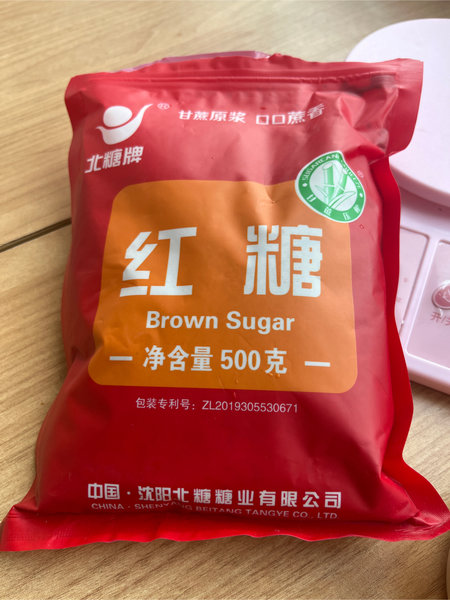 北糖牌
®
甘蔗原浆 口口蔗香
红糖
Brown Sugar
净含量 500克
包装专利号：ZL2019305530671
中国·沈阳北糖糖业有限公司
CHINA · SHENYANG BEITANG TANGYE CO., LTD.